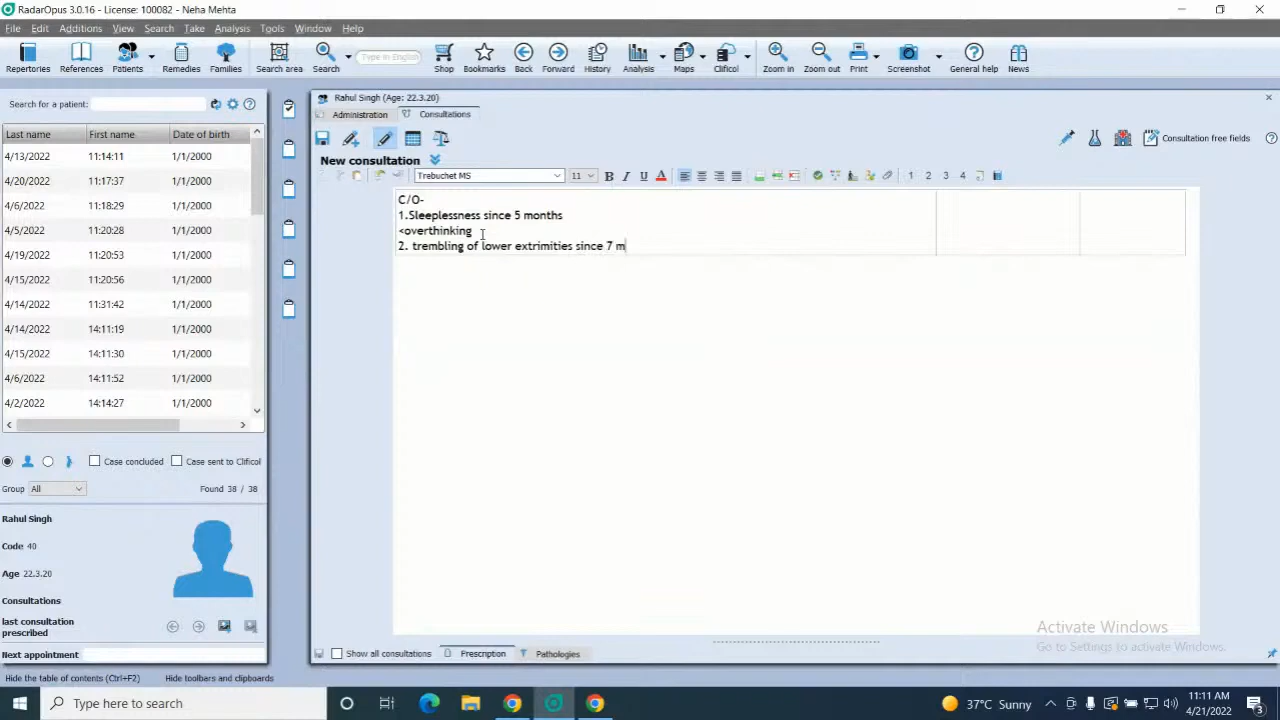 RadarOpus 3.0.16 - License: 100082 - Neha Mehta
File Edit Additions View Search Take Analysis Tools Window Help
Repertories References Patients Remedies Families Search area Search Type in English Shop Bookmarks Back Forward History Analysis Maps Clificol Zoom in Zoom out Print Screenshot General help News
Search for a patient:
Last name First name Date of birth
4/13/2022 11:14:11 1/1/2000
4/20/2022 11:17:37 1/1/2000
4/6/2022 11:18:29 1/1/2000
4/5/2022 11:20:28 1/1/2000
4/19/2022 11:20:53 1/1/2000
4/15/2022 11:20:56 1/1/2000
4/14/2022 11:31:42 1/1/2000
4/14/2022 14:11:19 1/1/2000
4/15/2022 14:11:30 1/1/2000
4/6/2022 14:11:52 1/1/2000
4/2/2022 14:14:27 1/1/2000
Case concluded Case sent to Clificol
Group All Found 38 / 38
Rahul Singh
Code 40
Age 22.3.20
Consultations
last consultation
prescribed
Next appointment
Rahul Singh (Age: 22.3.20)
Administration Consultations
Consultation free fields
New consultation
Trebuchet MS 11 B I U A 1 2 3 4
C/O-
1.Sleeplessness since 5 months
<overthinking
2. trembling of lower extrimities since 7 m
Activate Windows
Go to Settings to activate Windows.
Show all consultations Prescription Pathologies
Hide the table of contents (Ctrl+F2) Hide toolbars and clipboards
Type here to search
37°C Sunny
11:11 AM
4/21/2022
3